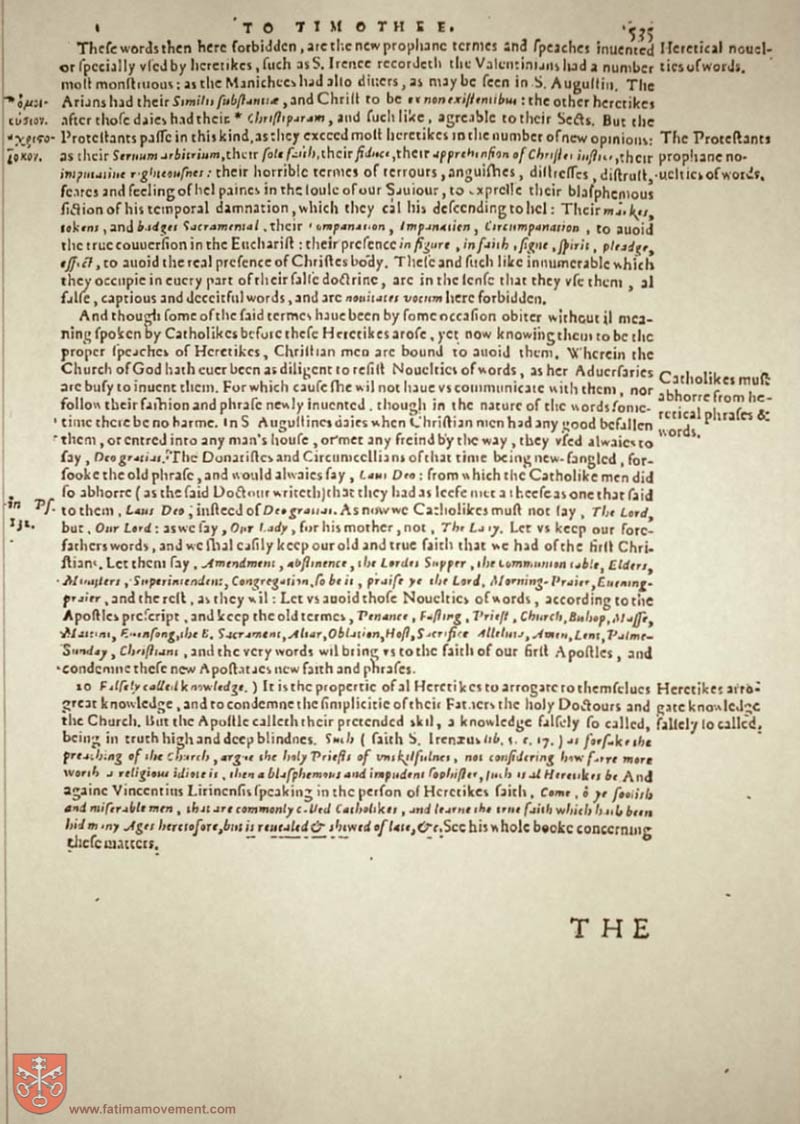 1 TO TIMOTHEE. 535
Theſe words then here forbidden, are the new prophane termes and ſpeaches inuented
or ſpecially vſed by heretikes, ſuch as S. Irenee recordeth the Valentinians had a number
moſt monſtruous: as the Manichees had alſo diuers, as may be ſeen in S. Auguſtin. The
Arians had their Similis ſubſtantiæ, and Chriſt to be ex non exiſtentibus: the other heretikes
after thoſe daies had their * Chriſtiparam, and ſuch like, agreable to their Sects. But the
Proteſtants paſſe in this kind, as they exceed moſt heretikes in the number of new opinions:
as their Seruum arbitrium, their ſole faith, their fiduce, their apprehenſion of Chriſtes iuſtice, their
imputatiue righteouſnes: their horrible termes of terrours, anguiſhes, diſtreſſes, diſtruſt,
feares and feeling of hel paines in the ſoule of our Sauiour, to expreſſe their blaſphemous
fiction of his temporal damnation, which they cal his deſcending to hel: Their markes,
tokens, and badges Sacramental, their Companation, Impanation, Circumpanation, to auoid
the true couuerſion in the Euchariſt: their preſence in figure, in faith, ſigne, ſpirit, pleadge,
effect, to auoid the real preſence of Chriſtes body. Theſe and ſuch like innumerable which
they occupie in euery part of their falſe doctrine, are in the ſenſe that they vſe them, al
falſe, captious and deceitful words, and are nouitates vocum here forbidden.
And though ſome of the ſaid termes haue been by ſome occaſion obiter without il mea-
ning ſpoken by Catholikes before theſe Heretikes aroſe, yet now knowing them to be the
proper ſpeaches of Heretikes, Chriſtian men are bound to auoid them. Wherein the
Church of God hath euer been as diligent to reſiſt Nouelties of words, as her Aduerſaries
are buſy to inuent them. For which cauſe ſhe wil not haue vs communicate with them, nor
follow their faſhion and phraſe newly inuented, though in the nature of the words ſome-
time there be no harme. In S Auguſtines daies when Chriſtian men had any good befallen
them, or entred into any man's houſe, or met any freind by the way, they vſed alwaies to
ſay, Deo gratias. The Donatiſtes and Circumcellians of that time being new-fangled, for-
ſooke the old phraſe, and would alwaies ſay, Laus Deo: from which the Catholike men did
ſo abhorre (as the ſaid Doctour writeth) that they had as leefe met a theefe as one that ſaid
to them, Laus Deo, inſteed of Deo gratias. As now we Catholikes muſt not ſay, The Lord,
but, Our Lord: as we ſay, Our Lady, for his mother, not, The Lady. Let vs keep our fore-
fathers words, and we ſhal eaſily keep our old and true faith that we had of the firſt Chri-
ſtians. Let them ſay, Amendment, abſtinence, the Lordes Supper, the Communion table, Elders,
Miniſters, Superintendent, Congregation, ſo be it, praiſe ye the Lord, Morning-Praier, Euening-
praier, and the reſt, as they wil: Let vs auoid thoſe Nouelties of words, according to the
Apoſtles preſcript, and keep the old termes, Penance, Faſting, Prieſt, Church, Biſhop, Maſſe,
Mattins, Euenſong, the B. Sacrament, Altar, Oblation, Hoſt, Sacrifice Alleluia, Amen, Lent, Palme-
Sunday, Chriſtmas, and the very words wil bring vs to the faith of our firſt Apoſtles, and
condemne theſe new Apoſtataes new faith and phraſes.
20 Falſely called knowledge.) It is the propertie of al Heretikes to arrogate to themſelues
great knowledge, and to condemne the ſimplicitie of their Fathers the holy Doctours and
the Church. But the Apoſtle calleth their pretended skil, a knowledge falſely ſo called,
being in truth high and deep blindnes. Such (ſaith S. Irenæus lib. 5. c. 17.) as forſake the
preaching of the Church, argue the holy Prieſts of vnskilfulnes, not conſidering how farre more
worth a religious idiote is, then a blaſphemous and impudent ſophiſter, ſuch as al Heretikes be And
againe Vincentius Lirinenſis ſpeaking in the perſon of Heretikes ſaith, Come, ô ye fooliſh
and miſerable men, that are commonly called Catholikes, and learne the true faith which hath been
hid many Ages heretofore, but is reuealed & ſhewed of late, &c. See his whole booke concerning
theſe matters.
THE
Heretical nouel-
ties of words.
The Proteſtants
prophane no-
uelties of words.
Catholikes muſt
abhorre from he-
retical phraſes &
words.
Heretikes arro-
gate knowledge
falſely ſo called.
* ὁμοι-
ούσιον.
* χριστο-
τόκον.
in Pſ.
132.
www.fatimamovement.com